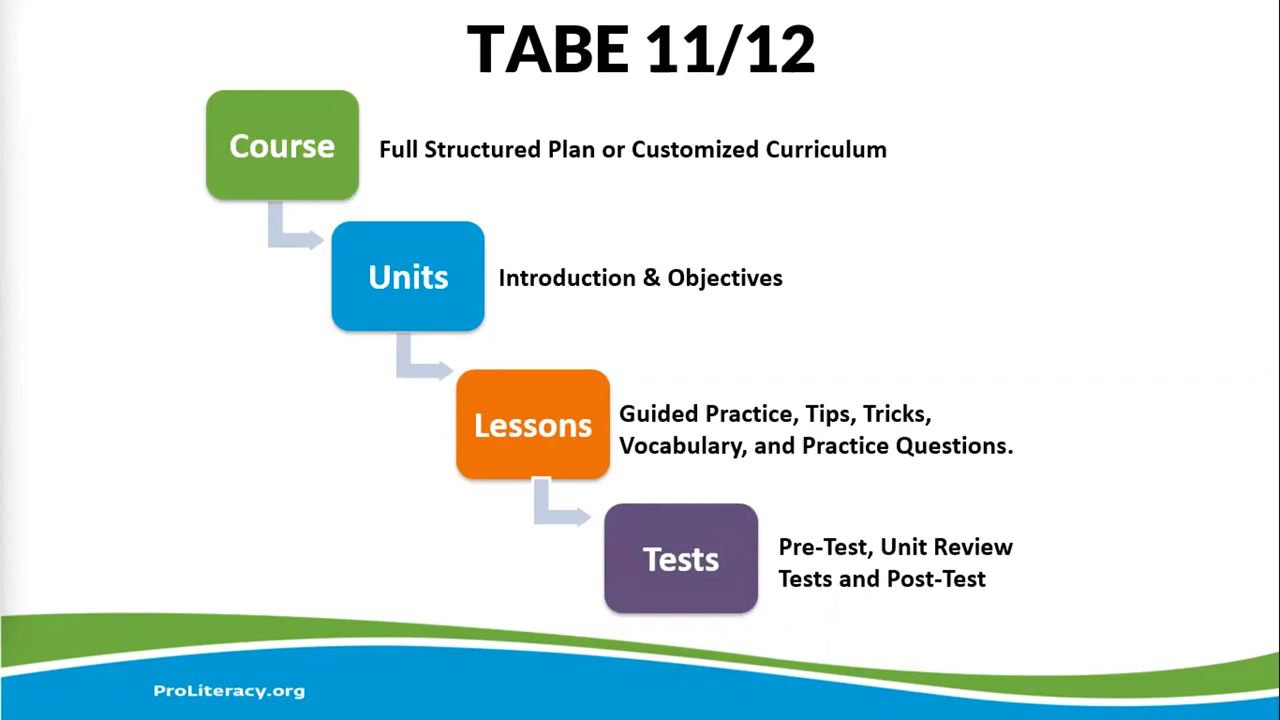 TABE 11/12
Course
Full Structured Plan or Customized Curriculum
Units
Introduction & Objectives
Lessons
Guided Practice, Tips, Tricks,
Vocabulary, and Practice Questions.
Tests
Pre-Test, Unit Review
Tests and Post-Test
ProLiteracy.org